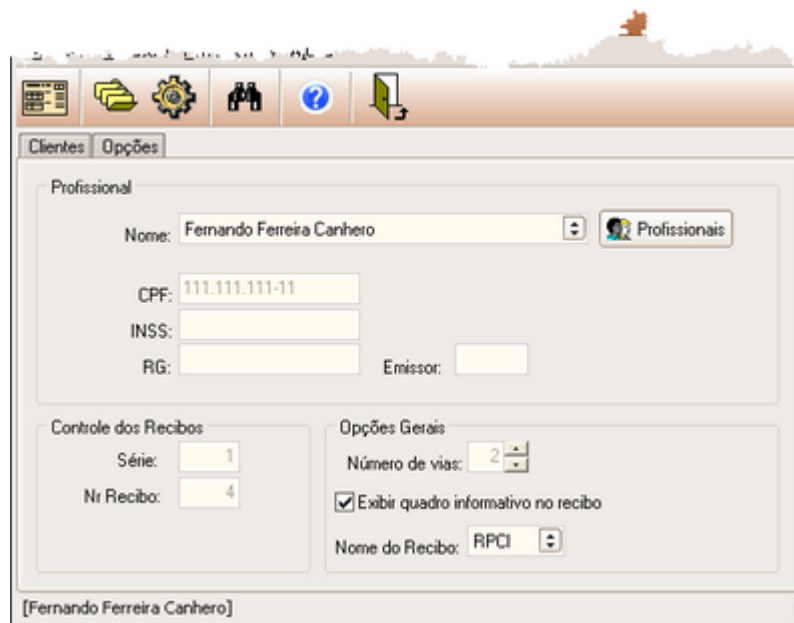 Clientes Opções
Profissional
Nome: Fernando Ferreira Canhero Profissionais
CPF: 111.111.111-11
INSS:
RG: Emissor:
Controle dos Recibos
Série: 1
Nr Recibo: 4
Opções Gerais
Número de vias: 2
Exibir quadro informativo no recibo
Nome do Recibo: RPCI
[Fernando Ferreira Canhero]